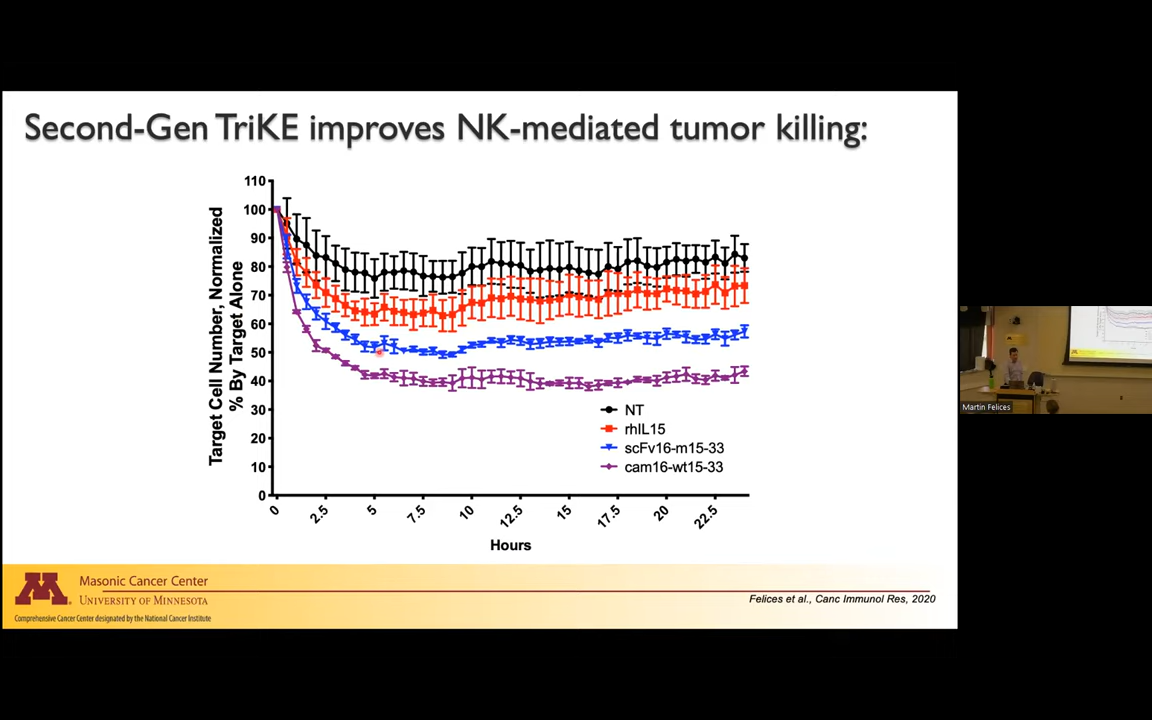 Second-Gen TriKE improves NK-mediated tumor killing:
Target Cell Number, Normalized
% By Target Alone
110
100
90
80
70
60
50
40
30
20
10
0
0
2.5
5
7.5
10
12.5
15
17.5
20
22.5
Hours
NT
rhIL15
scFv16-m15-33
cam16-wt15-33
M
Masonic Cancer Center
UNIVERSITY OF MINNESOTA
Comprehensive Cancer Center designated by the National Cancer Institute
Felices et al., Canc Immunol Res, 2020
Martin Felices